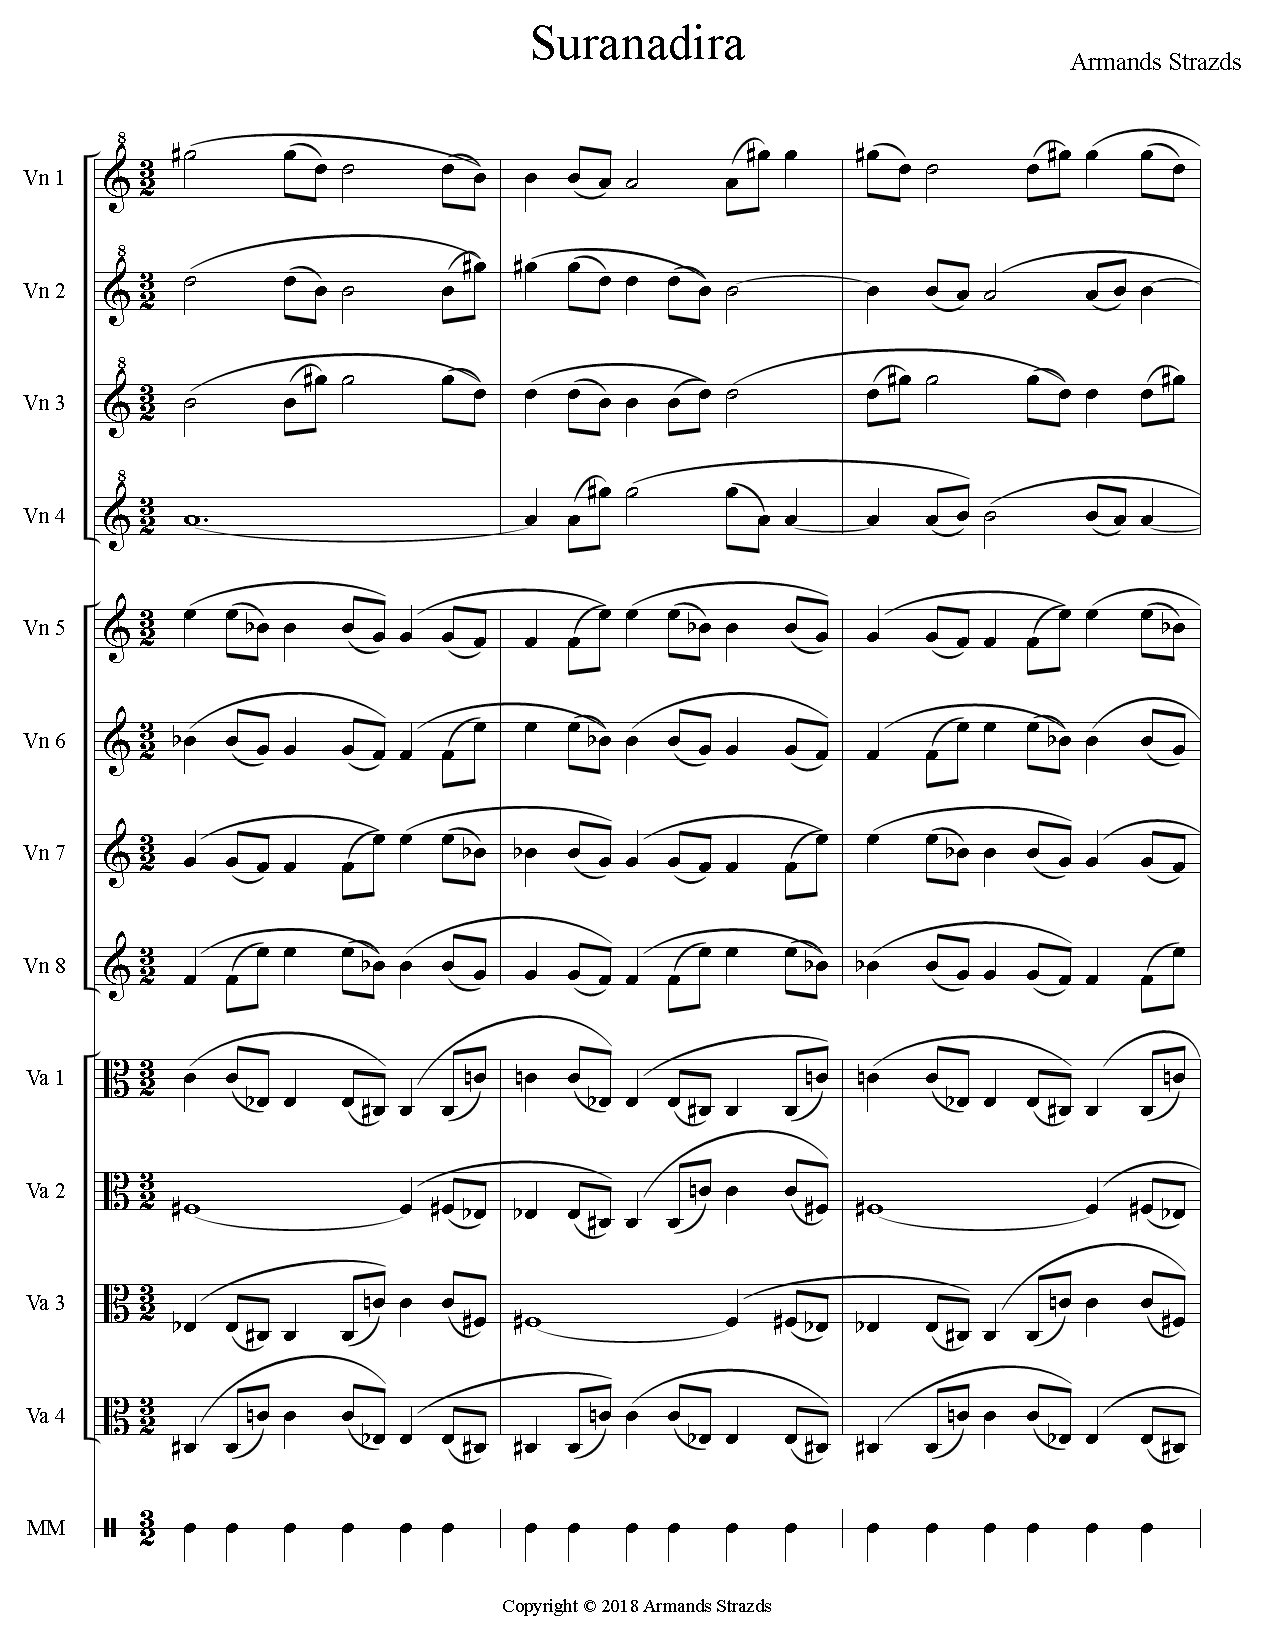 Suranadira
Armands Strazds
Vn 1
Vn 2
Vn 3
Vn 4
Vn 5
Vn 6
Vn 7
Vn 8
Va 1
Va 2
Va 3
Va 4
MM
Copyright © 2018 Armands Strazds